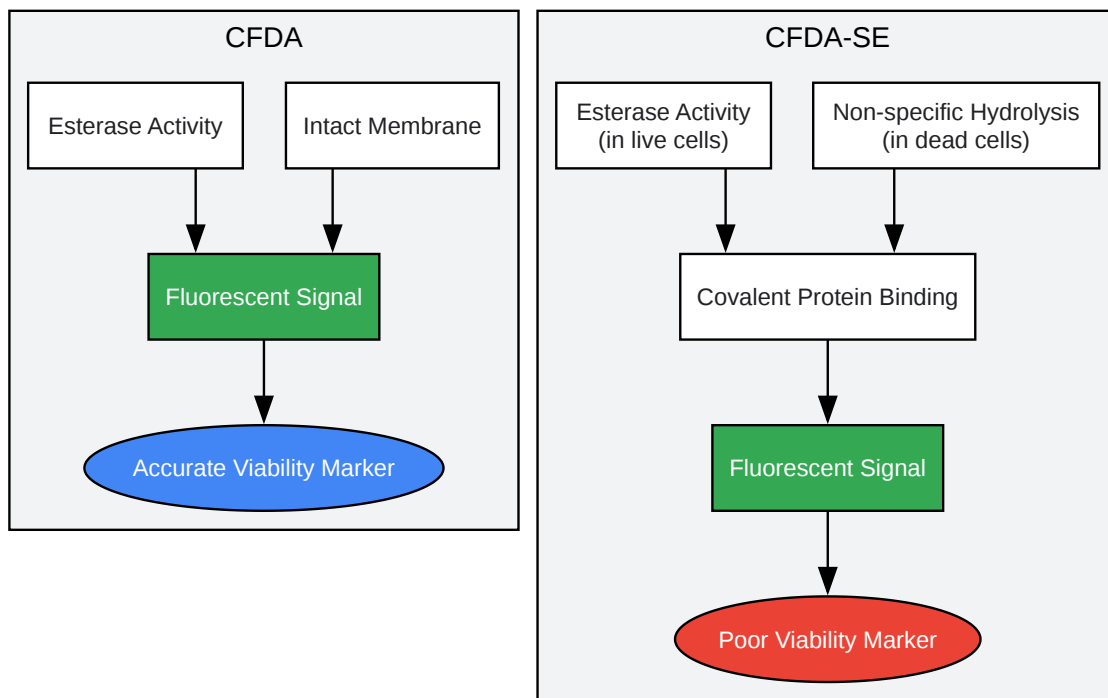 CFDA
Esterase Activity
Intact Membrane
Fluorescent Signal
Accurate Viability Marker
CFDA-SE
Esterase Activity
(in live cells)
Non-specific Hydrolysis
(in dead cells)
Covalent Protein Binding
Fluorescent Signal
Poor Viability Marker